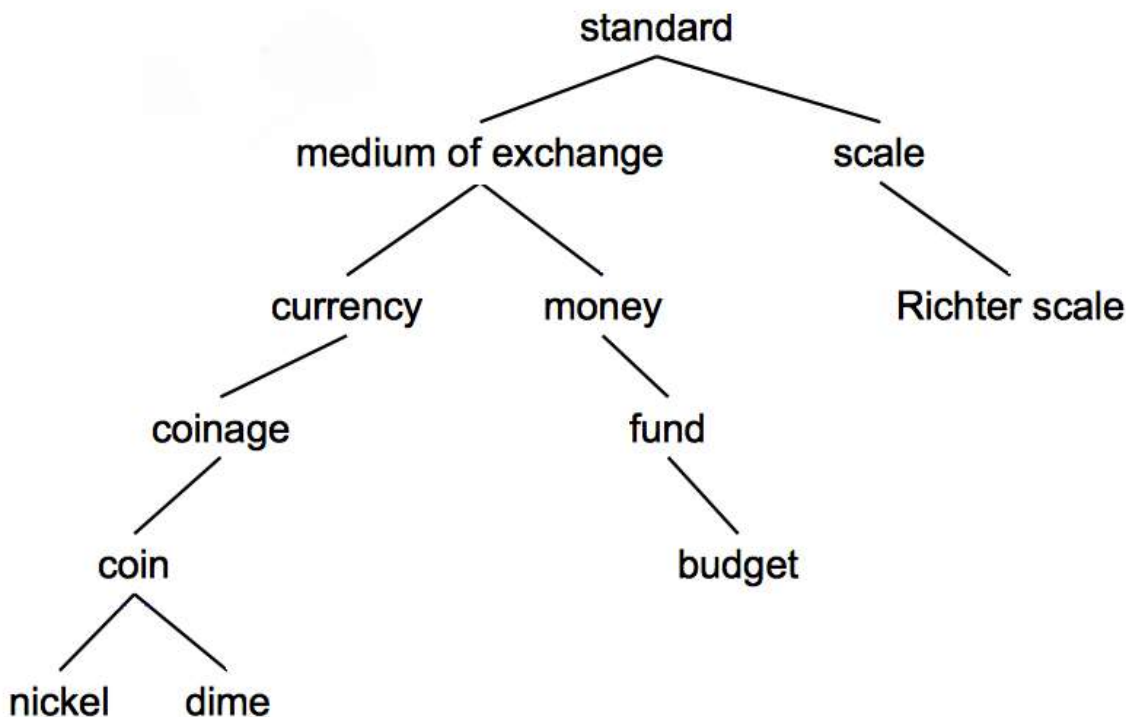 standard
medium of exchange scale
currency money Richter scale
coinage fund
coin budget
nickel dime